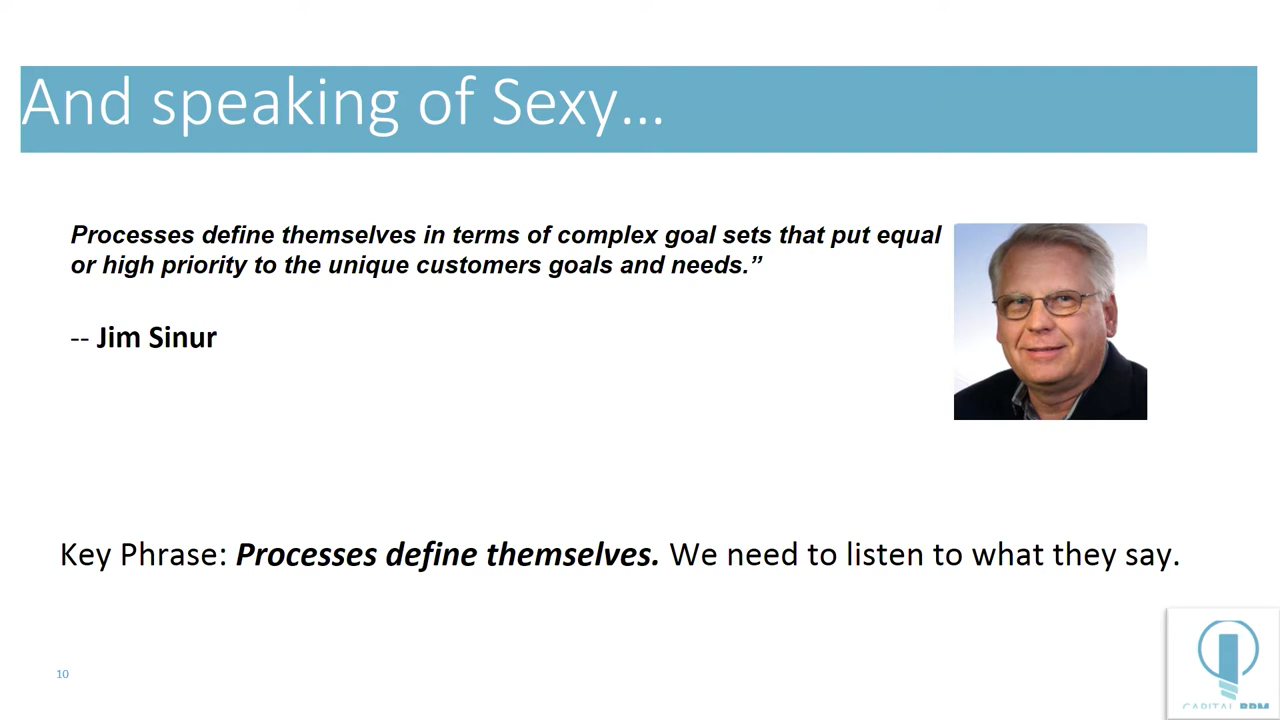 And speaking of Sexy...
Processes define themselves in terms of complex goal sets that put equal
or high priority to the unique customers goals and needs.”
-- Jim Sinur
Key Phrase: Processes define themselves. We need to listen to what they say.
10
CAPITAL BPM